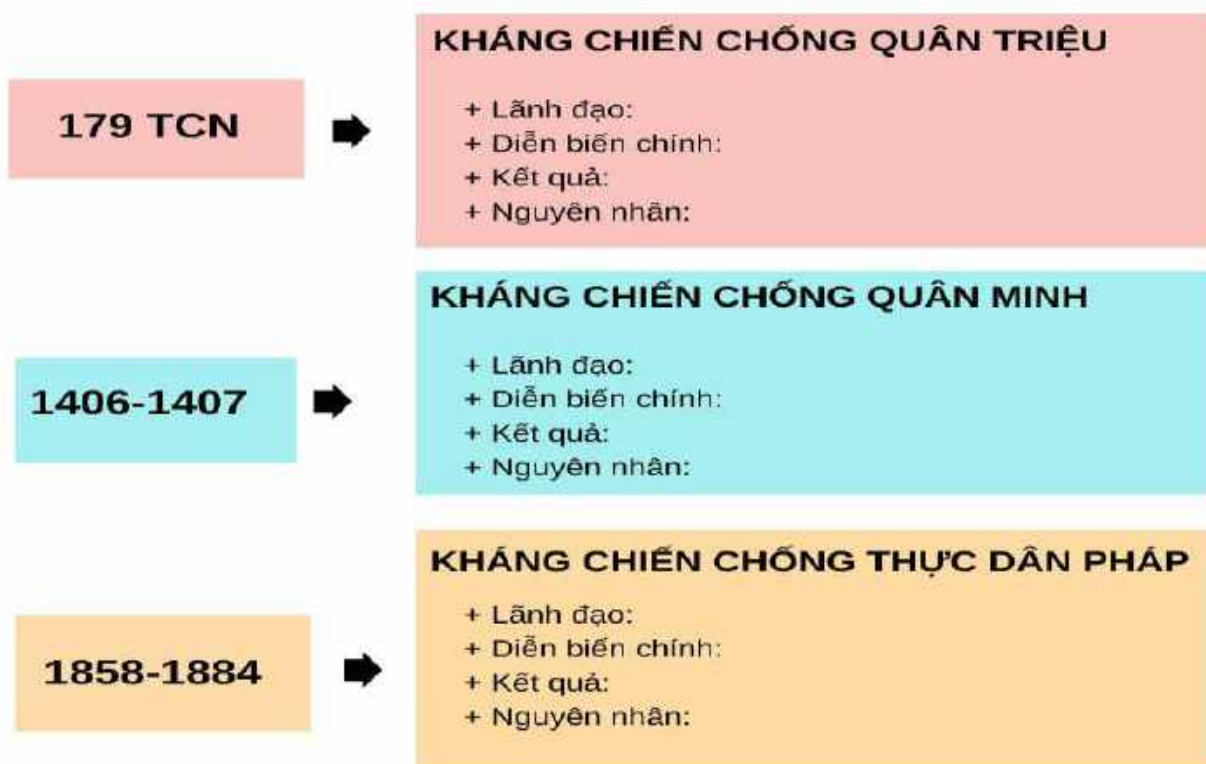 179 TCN
KHÁNG CHIẾN CHỐNG QUÂN TRIỆU
+ Lãnh đạo:
+ Diễn biến chính:
+ Kết quả:
+ Nguyên nhân:
1406-1407
KHÁNG CHIẾN CHỐNG QUÂN MINH
+ Lãnh đạo:
+ Diễn biến chính:
+ Kết quả:
+ Nguyên nhân:
1858-1884
KHÁNG CHIẾN CHỐNG THỰC DÂN PHÁP
+ Lãnh đạo:
+ Diễn biến chính:
+ Kết quả:
+ Nguyên nhân: